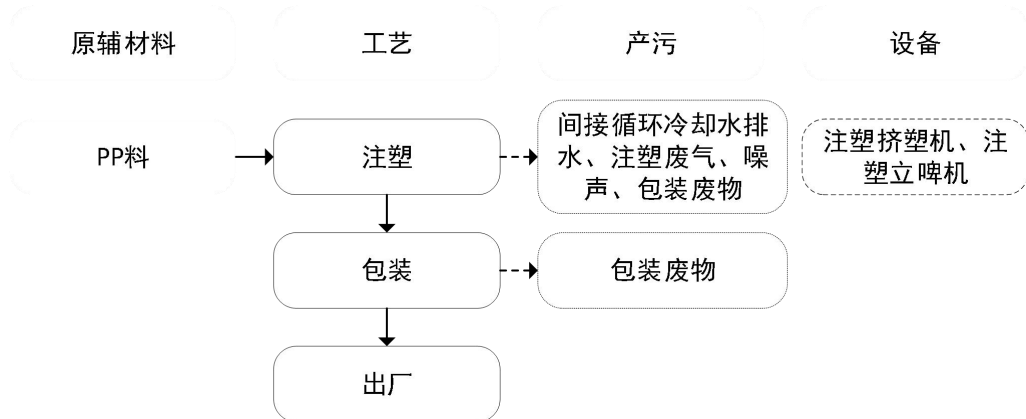 原辅材料
工艺
产污
设备
PP料
注塑
间接循环冷却水排
水、注塑废气、噪
声、包装废物
注塑挤塑机、注
塑立啤机
包装
包装废物
出厂